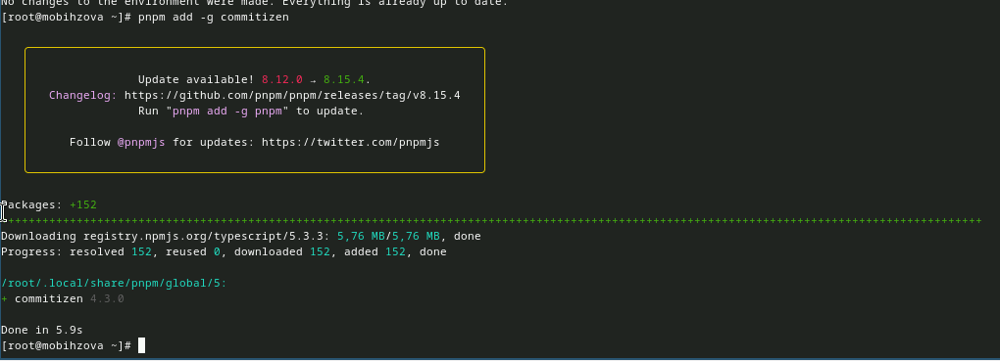 No changes to the environment were made. Everything is already up to date.
[root@mobihzova ~]# pnpm add -g commitizen
Update available! 8.12.0 → 8.15.4.
Changelog: https://github.com/pnpm/pnpm/releases/tag/v8.15.4
Run "pnpm add -g pnpm" to update.
Follow @pnpmjs for updates: https://twitter.com/pnpmjs
Packages: +152
++++++++++++++++++++++++++++++++++++++++++++++++++++++++++++++++++++++++++++++++++++++++++++++++++++++++++++++++++++++++++++++++++++++++++++++
Downloading registry.npmjs.org/typescript/5.3.3: 5,76 MB/5,76 MB, done
Progress: resolved 152, reused 0, downloaded 152, added 152, done
/root/.local/share/pnpm/global/5:
+ commitizen 4.3.0
Done in 5.9s
[root@mobihzova ~]#